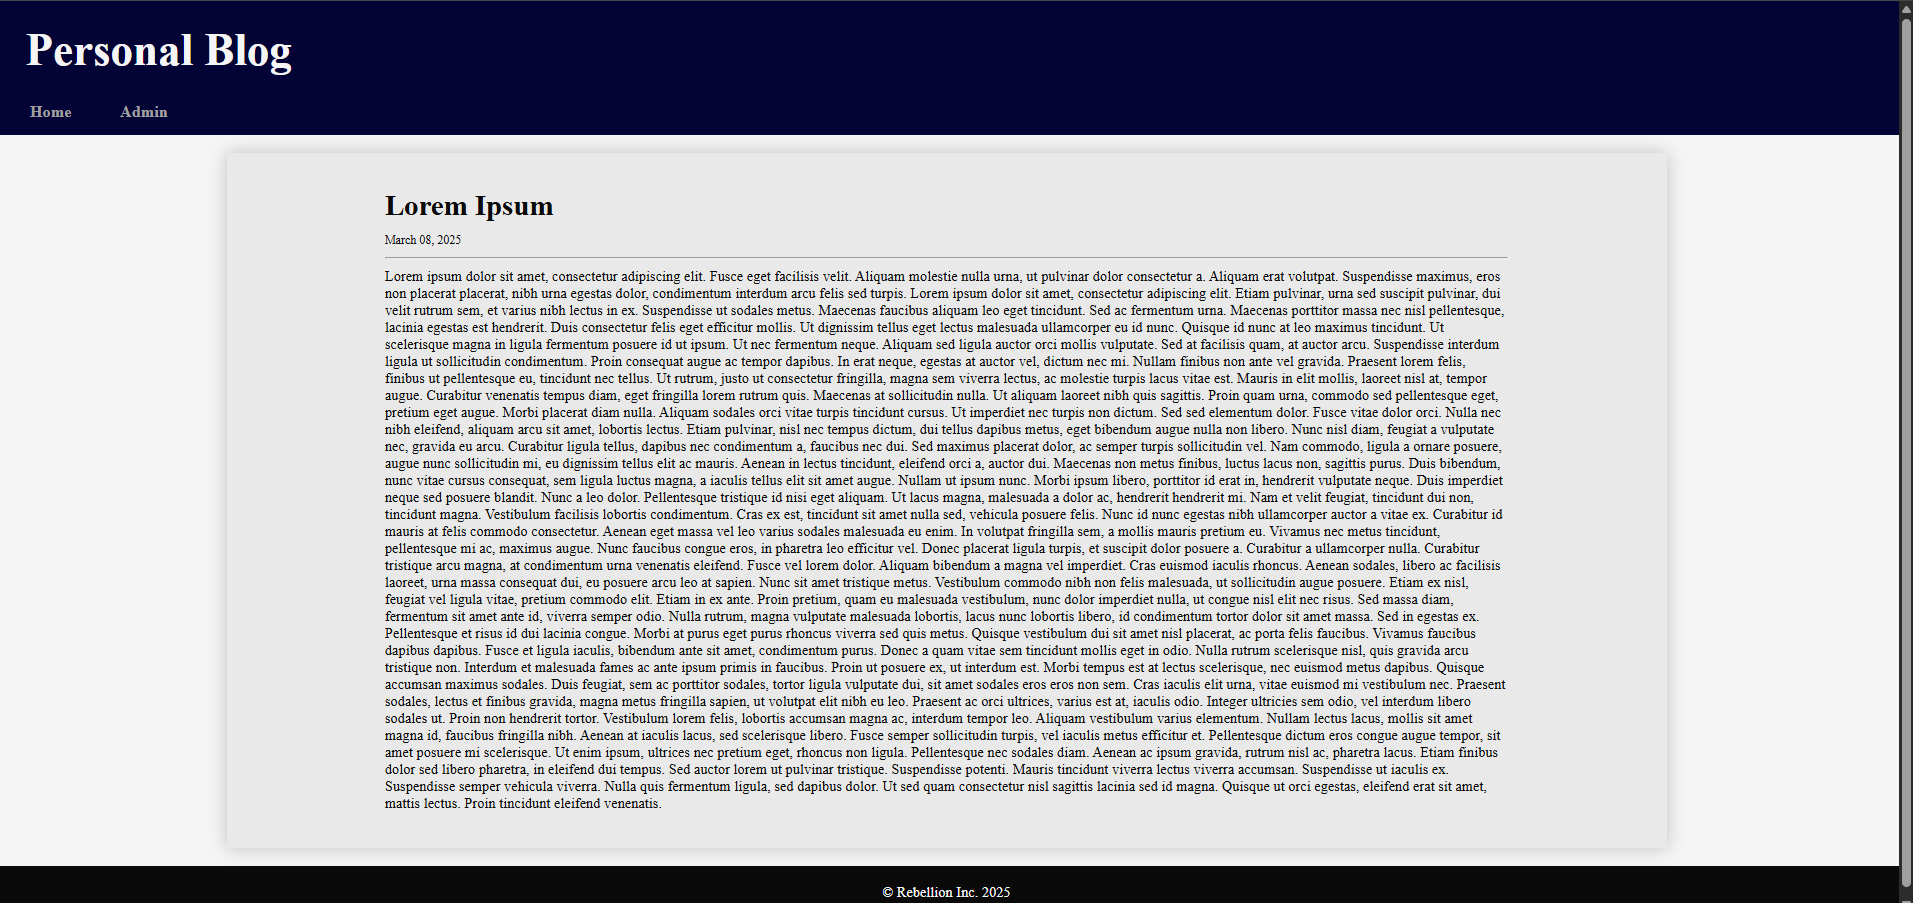 Personal Blog
Home Admin
Lorem Ipsum
March 08, 2025
Lorem ipsum dolor sit amet, consectetur adipiscing elit. Fusce eget facilisis velit. Aliquam molestie nulla urna, ut pulvinar dolor consectetur a. Aliquam erat volutpat. Suspendisse maximus, eros
non placerat placerat, nibh urna egestas dolor, condimentum interdum arcu felis sed turpis. Lorem ipsum dolor sit amet, consectetur adipiscing elit. Etiam pulvinar, urna sed suscipit pulvinar, dui
velit rutrum sem, et varius nibh lectus in ex. Suspendisse ut sodales metus. Maecenas faucibus aliquam leo eget tincidunt. Sed ac fermentum urna. Maecenas porttitor massa nec nisl pellentesque,
lacinia egestas est hendrerit. Duis consectetur felis eget efficitur mollis. Ut dignissim tellus eget lectus malesuada ullamcorper eu id nunc. Quisque id nunc at leo maximus tincidunt. Ut
scelerisque magna in ligula fermentum posuere id ut ipsum. Ut nec fermentum neque. Aliquam sed ligula auctor orci mollis vulputate. Sed at facilisis quam, at auctor arcu. Suspendisse interdum
ligula ut sollicitudin condimentum. Proin consequat augue ac tempor dapibus. In erat neque, egestas at auctor vel, dictum nec mi. Nullam finibus non ante vel gravida. Praesent lorem felis,
finibus ut pellentesque eu, tincidunt nec tellus. Ut rutrum, justo ut consectetur fringilla, magna sem viverra lectus, ac molestie turpis lacus vitae est. Mauris in elit mollis, laoreet nisl at, tempor
augue. Curabitur venenatis tempus diam, eget fringilla lorem rutrum quis. Maecenas at sollicitudin nulla. Ut aliquam laoreet nibh quis sagittis. Proin quam urna, commodo sed pellentesque eget,
pretium eget augue. Morbi placerat diam nulla. Aliquam sodales orci vitae turpis tincidunt cursus. Ut imperdiet nec turpis non dictum. Sed sed elementum dolor. Fusce vitae dolor orci. Nulla nec
nibh eleifend, aliquam arcu sit amet, lobortis lectus. Etiam pulvinar, nisl nec tempus dictum, dui tellus dapibus metus, eget bibendum augue nulla non libero. Nunc nisl diam, feugiat a vulputate
nec, gravida eu arcu. Curabitur ligula tellus, dapibus nec condimentum a, faucibus nec dui. Sed maximus placerat dolor, ac semper turpis sollicitudin vel. Nam commodo, ligula a ornare posuere,
augue nunc sollicitudin mi, eu dignissim tellus elit ac mauris. Aenean in lectus tincidunt, eleifend orci a, auctor dui. Maecenas non metus finibus, luctus lacus non, sagittis purus. Duis bibendum,
nunc vitae cursus consequat, sem ligula luctus magna, a iaculis tellus elit sit amet augue. Nullam ut ipsum nunc. Morbi ipsum libero, porttitor id erat in, hendrerit vulputate neque. Duis imperdiet
neque sed posuere blandit. Nunc a leo dolor. Pellentesque tristique id nisi eget aliquam. Ut lacus magna, malesuada a dolor ac, hendrerit hendrerit mi. Nam et velit feugiat, tincidunt dui non,
tincidunt magna. Vestibulum facilisis lobortis condimentum. Cras ex est, tincidunt sit amet nulla sed, vehicula posuere felis. Nunc id nunc egestas nibh ullamcorper auctor a vitae ex. Curabitur id
mauris at felis commodo consectetur. Aenean eget massa vel leo varius sodales malesuada eu enim. In volutpat fringilla sem, a mollis mauris pretium eu. Vivamus nec metus tincidunt,
pellentesque mi ac, maximus augue. Nunc faucibus congue eros, in pharetra leo efficitur vel. Donec placerat ligula turpis, et suscipit dolor posuere a. Curabitur a ullamcorper nulla. Curabitur
tristique arcu magna, at condimentum urna venenatis eleifend. Fusce vel lorem dolor. Aliquam bibendum a magna vel imperdiet. Cras euismod iaculis rhoncus. Aenean sodales, libero ac facilisis
laoreet, urna massa consequat dui, eu posuere arcu leo at sapien. Nunc sit amet tristique metus. Vestibulum commodo nibh non felis malesuada, ut sollicitudin augue posuere. Etiam ex nisl,
feugiat vel ligula vitae, pretium commodo elit. Etiam in ex ante. Proin pretium, quam eu malesuada vestibulum, nunc dolor imperdiet nulla, ut congue nisl elit nec risus. Sed massa diam,
fermentum sit amet ante id, viverra semper odio. Nulla rutrum, magna vulputate malesuada lobortis, lacus nunc lobortis libero, id condimentum tortor dolor sit amet massa. Sed in egestas ex.
Pellentesque et risus id dui lacinia congue. Morbi at purus eget purus rhoncus viverra sed quis metus. Quisque vestibulum dui sit amet nisl placerat, ac porta felis faucibus. Vivamus faucibus
dapibus dapibus. Fusce et ligula iaculis, bibendum ante sit amet, condimentum purus. Donec a quam vitae sem tincidunt mollis eget in odio. Nulla rutrum scelerisque nisl, quis gravida arcu
tristique non. Interdum et malesuada fames ac ante ipsum primis in faucibus. Proin ut posuere ex, ut interdum est. Morbi tempus est at lectus scelerisque, nec euismod metus dapibus. Quisque
accumsan maximus sodales. Duis feugiat, sem ac porttitor sodales, tortor ligula vulputate dui, sit amet sodales eros eros non sem. Cras iaculis elit urna, vitae euismod mi vestibulum nec. Praesent
sodales, lectus et finibus gravida, magna metus fringilla sapien, ut volutpat elit nibh eu leo. Praesent ac orci ultrices, varius est at, iaculis odio. Integer ultricies sem odio, vel interdum libero
sodales ut. Proin non hendrerit tortor. Vestibulum lorem felis, lobortis accumsan magna ac, interdum tempor leo. Aliquam vestibulum varius elementum. Nullam lectus lacus, mollis sit amet
magna id, faucibus fringilla nibh. Aenean at iaculis lacus, sed scelerisque libero. Fusce semper sollicitudin turpis, vel iaculis metus efficitur et. Pellentesque dictum eros congue augue tempor, sit
amet posuere mi scelerisque. Ut enim ipsum, ultrices nec pretium eget, rhoncus non ligula. Pellentesque nec sodales diam. Aenean ac ipsum gravida, rutrum nisl ac, pharetra lacus. Etiam finibus
dolor sed libero pharetra, in eleifend dui tempus. Sed auctor lorem ut pulvinar tristique. Suspendisse potenti. Mauris tincidunt viverra lectus viverra accumsan. Suspendisse ut iaculis ex.
Suspendisse semper vehicula viverra. Nulla quis fermentum ligula, sed dapibus dolor. Ut sed quam consectetur nisl sagittis lacinia sed id magna. Quisque ut orci egestas, eleifend erat sit amet,
mattis lectus. Proin tincidunt eleifend venenatis.
© Rebellion Inc. 2025